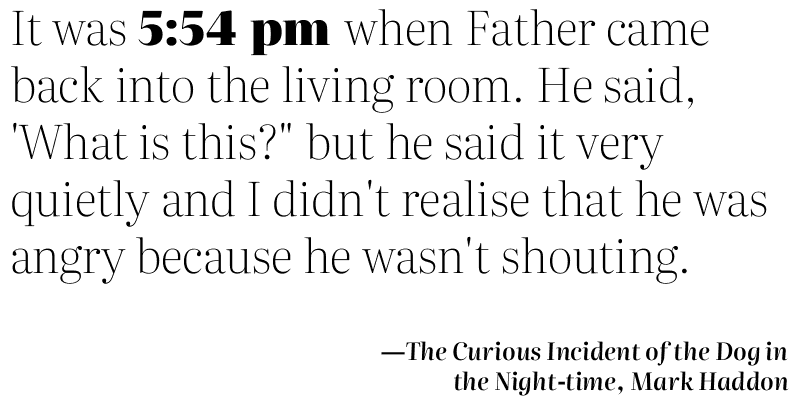 It was 5:54 pm when Father came
back into the living room. He said,
'What is this?" but he said it very
quietly and I didn't realise that he was
angry because he wasn't shouting.
—The Curious Incident of the Dog in
the Night-time, Mark Haddon